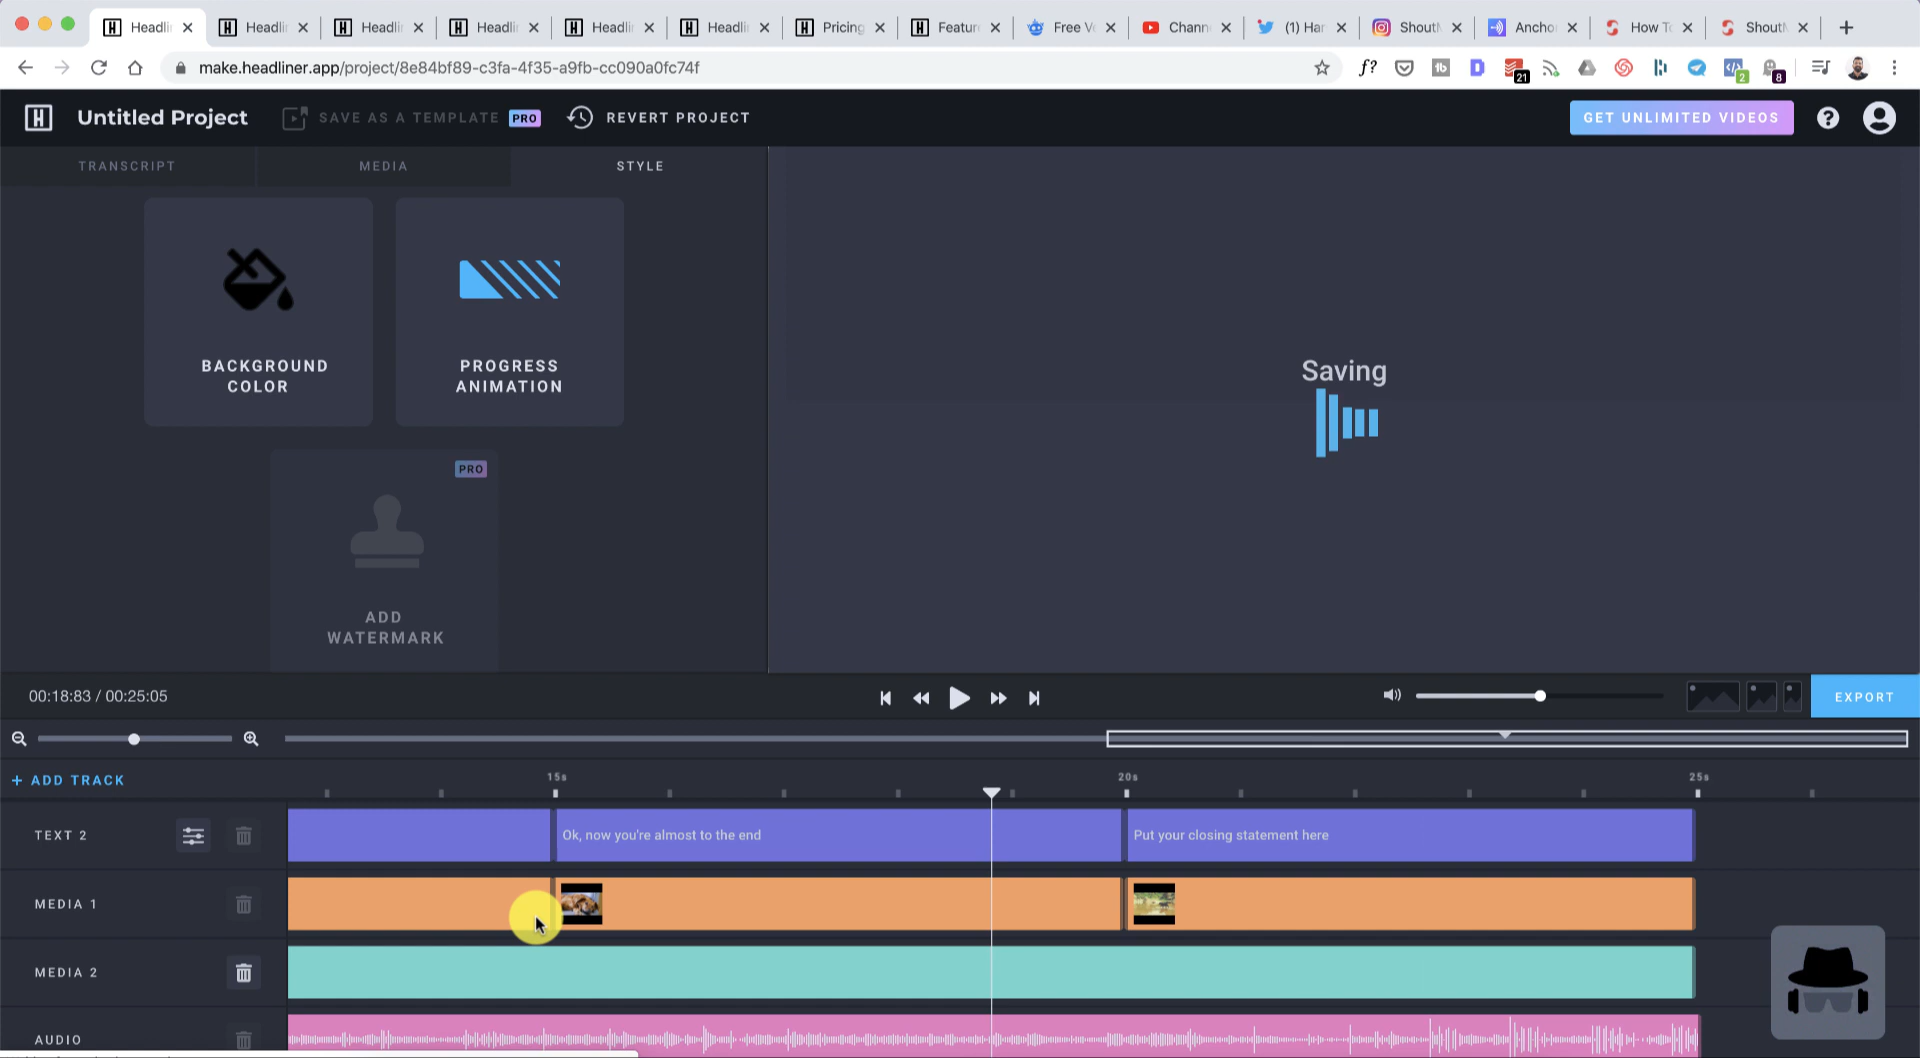 Headli
Headli
Headli
Headli
Headli
Headli
Pricing
Featur
Free V
Chann
(1) Har
Shout
Ancho
How T
Shout
make.headliner.app/project/8e84bf89-c3fa-4f35-a9fb-cc090a0fc74f
f?
tb
D
21
2
8
H
Untitled Project
SAVE AS A TEMPLATE
PRO
REVERT PROJECT
GET UNLIMITED VIDEOS
?
TRANSCRIPT
MEDIA
STYLE
BACKGROUND
COLOR
PROGRESS
ANIMATION
Saving
PRO
ADD
WATERMARK
00:18:83 / 00:25:05
EXPORT
+ ADD TRACK
15s
20s
25s
TEXT 2
Ok, now you're almost to the end
Put your closing statement here
MEDIA 1
MEDIA 2
AUDIO